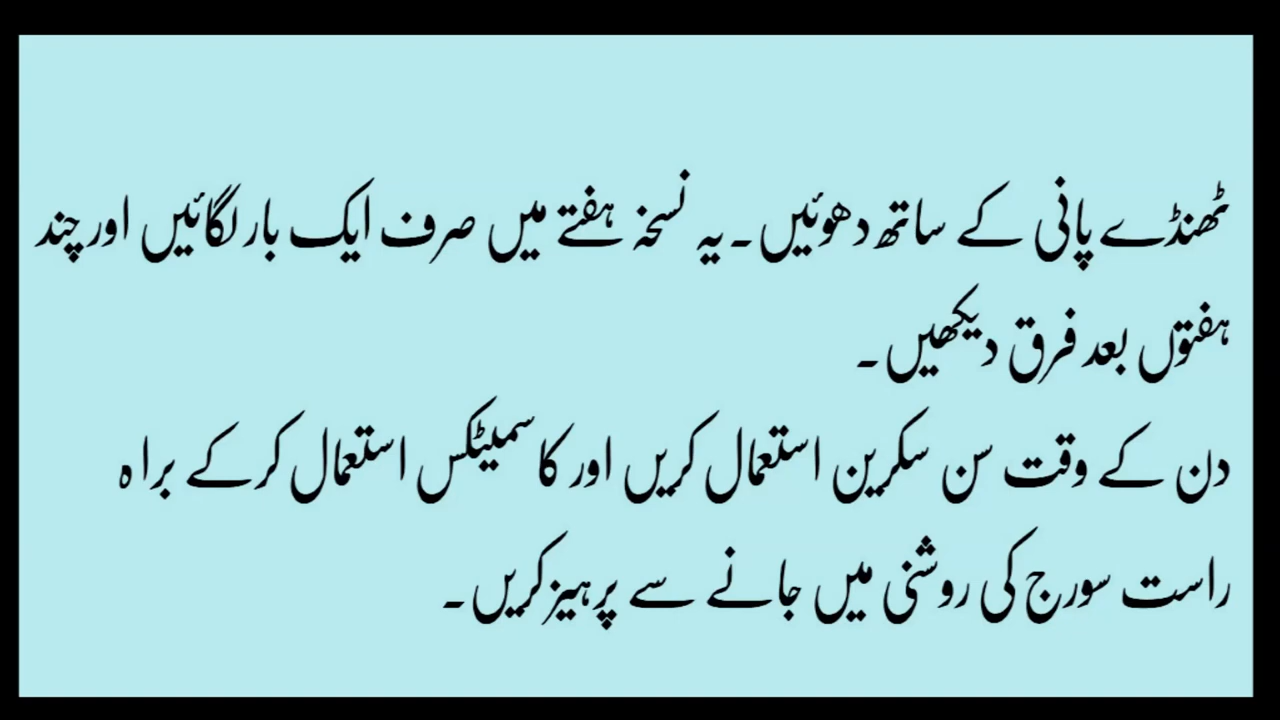 ٹھنڈے پانی کے ساتھ دھوئیں۔ یہ نسخہ ہفتے میں صرف ایک بار لگائیں اور چند
ہفتوں بعد فرق دیکھیں۔
دن کے وقت سن سکرین استعمال کریں اور کاسمیٹکس استعمال کرکے براہ
راست سورج کی روشنی میں جانے سے پرہیز کریں۔